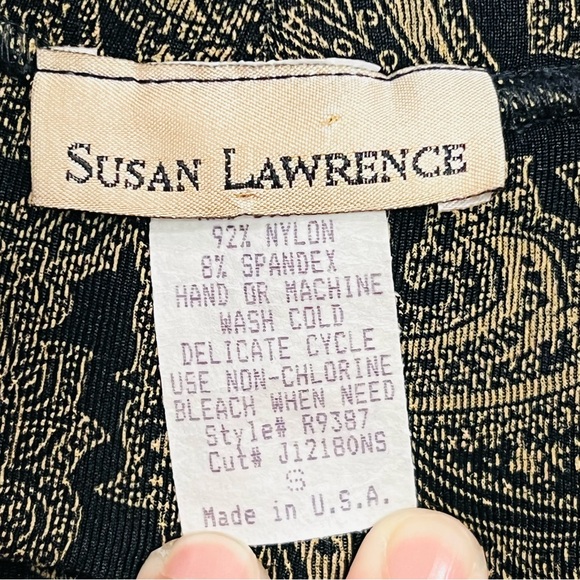 SUSAN LAWRENCE
92% NYLON
8% SPANDEX
HAND OR MACHINE
WASH COLD
DELICATE CYCLE
USE NON-CHLORINE
BLEACH WHEN NEED
Style# R9387
Cut# J12180NS
S
Made in U.S.A.